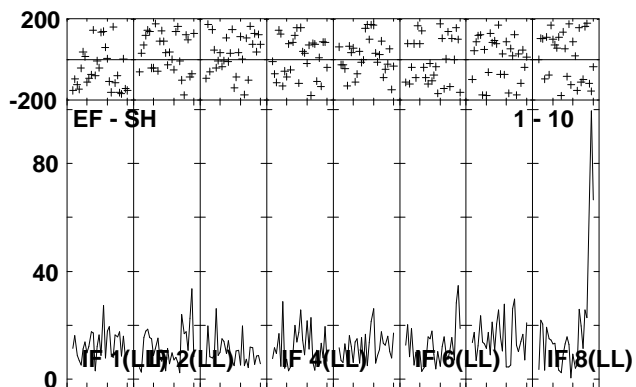 200
-200
EF - SH 1 - 10
80
40
0
IF 1(LL) IF 2(LL) IF 4(LL) IF 6(LL) IF 8(LL)